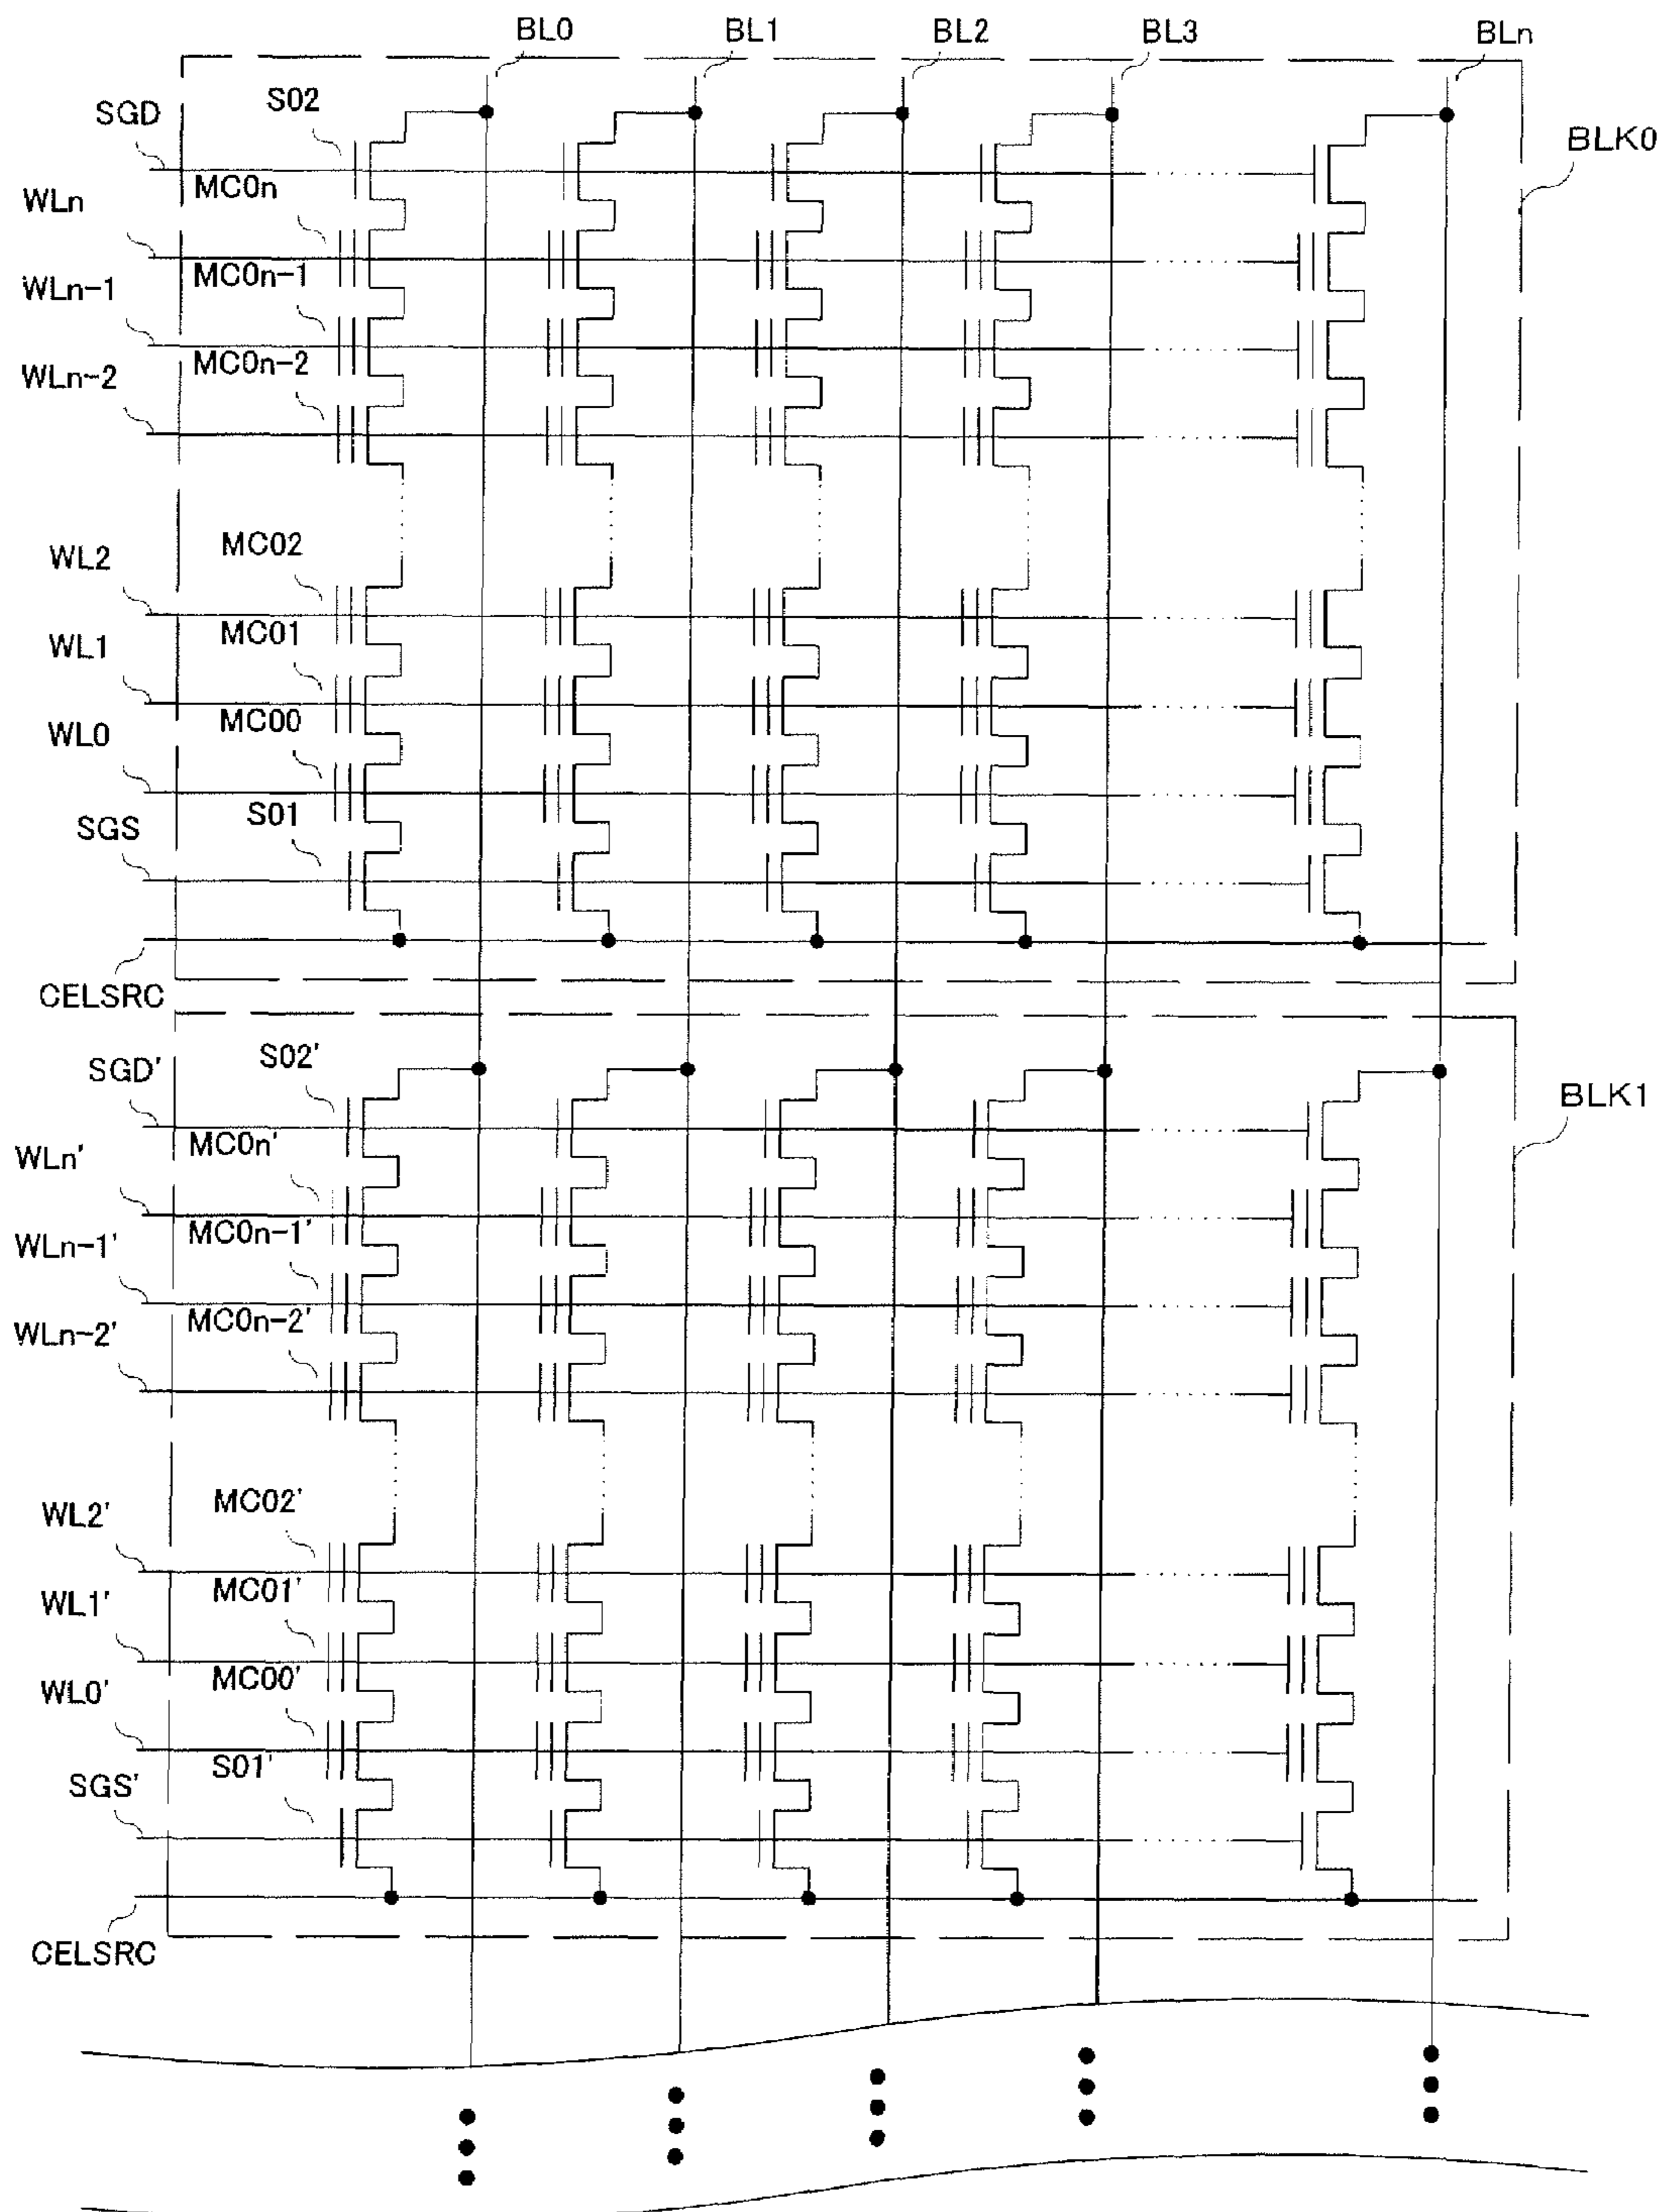 BL0 BL1 BL2 BL3 BLn
SGD S02 BLK0
WLn MC0n
WLn-1 MC0n-1
WLn-2 MC0n-2
WL2 MC02
WL1 MC01
WL0 MC00
SGS S01
CELSRC
SGD' S02' BLK1
WLn' MC0n'
WLn-1' MC0n-1'
WLn-2' MC0n-2'
WL2' MC02'
WL1' MC01'
WL0' MC00'
SGS' S01'
CELSRC